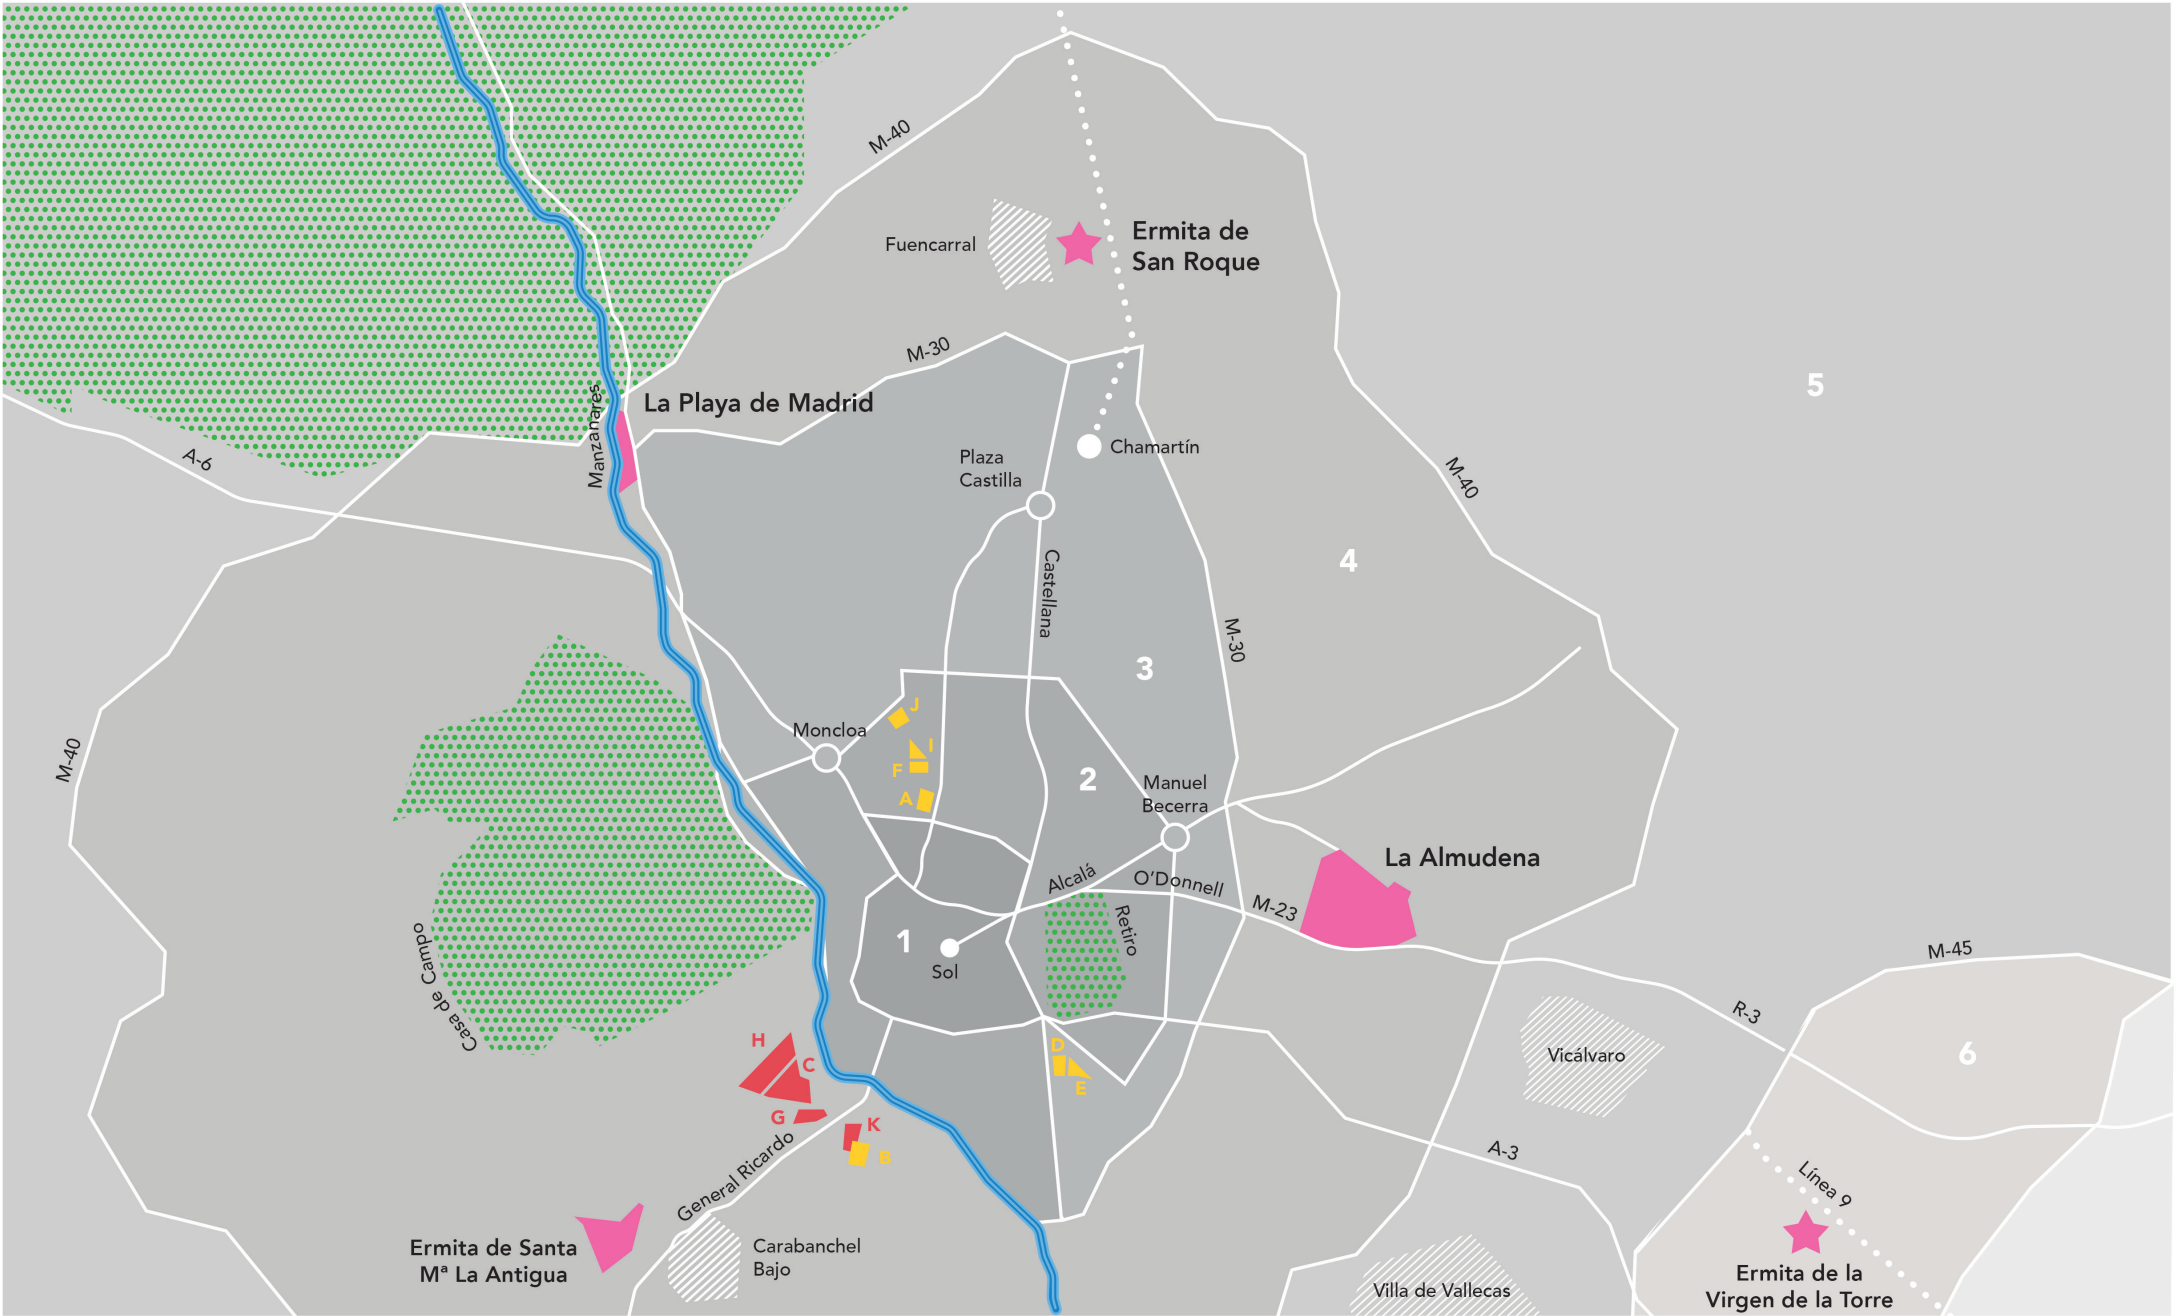 M-40
Fuencarral
Ermita de
San Roque
M-30
5
Manzanares
La Playa de Madrid
A-6
Plaza
Castilla
Chamartín
M-40
Castellana
4
M-30
3
J
Moncloa
I
F
A
2
Manuel
Becerra
M-40
La Almudena
Alcalá
O'Donnell
M-23
Retiro
1
Sol
Casa de Campo
M-45
R-3
6
Vicálvaro
H
C
D
E
G
K
B
General Ricardo
A-3
Línea 9
Ermita de Santa
Mª La Antigua
Carabanchel
Bajo
Villa de Vallecas
Ermita de la
Virgen de la Torre